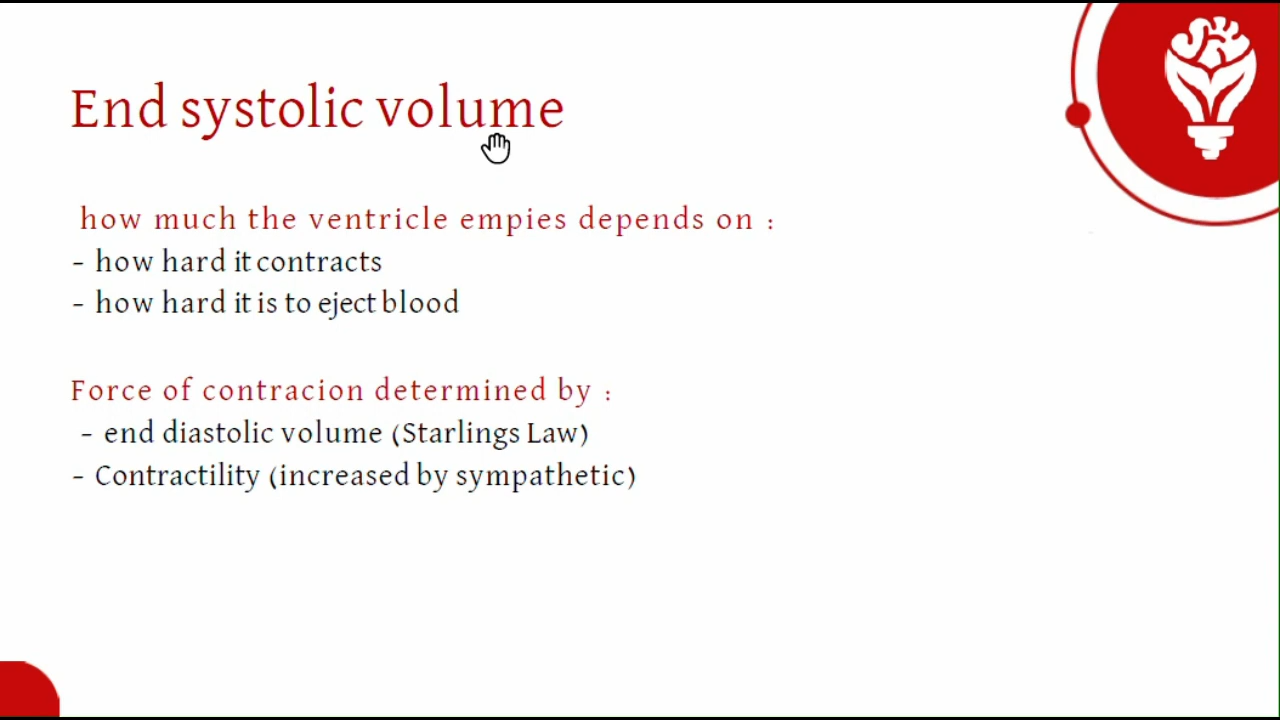 End systolic volume
how much the ventricle empies depends on :
- how hard it contracts
- how hard it is to eject blood
Force of contracion determined by :
- end diastolic volume (Starlings Law)
- Contractility (increased by sympathetic)